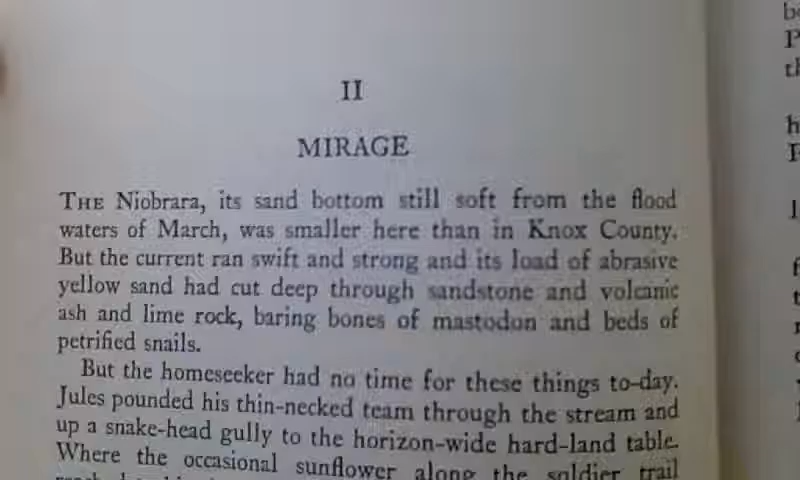 II
MIRAGE
THE Niobrara, its sand bottom still soft from the flood
waters of March, was smaller here than in Knox County.
But the current ran swift and strong and its load of abrasive
yellow sand had cut deep through sandstone and volcanic
ash and lime rock, baring bones of mastodon and beds of
petrified snails.
But the homeseeker had no time for these things to-day.
Jules pounded his thin-necked team through the stream and
up a snake-head gully to the horizon-wide hard-land table.
Where the occasional sunflower along the soldier trail